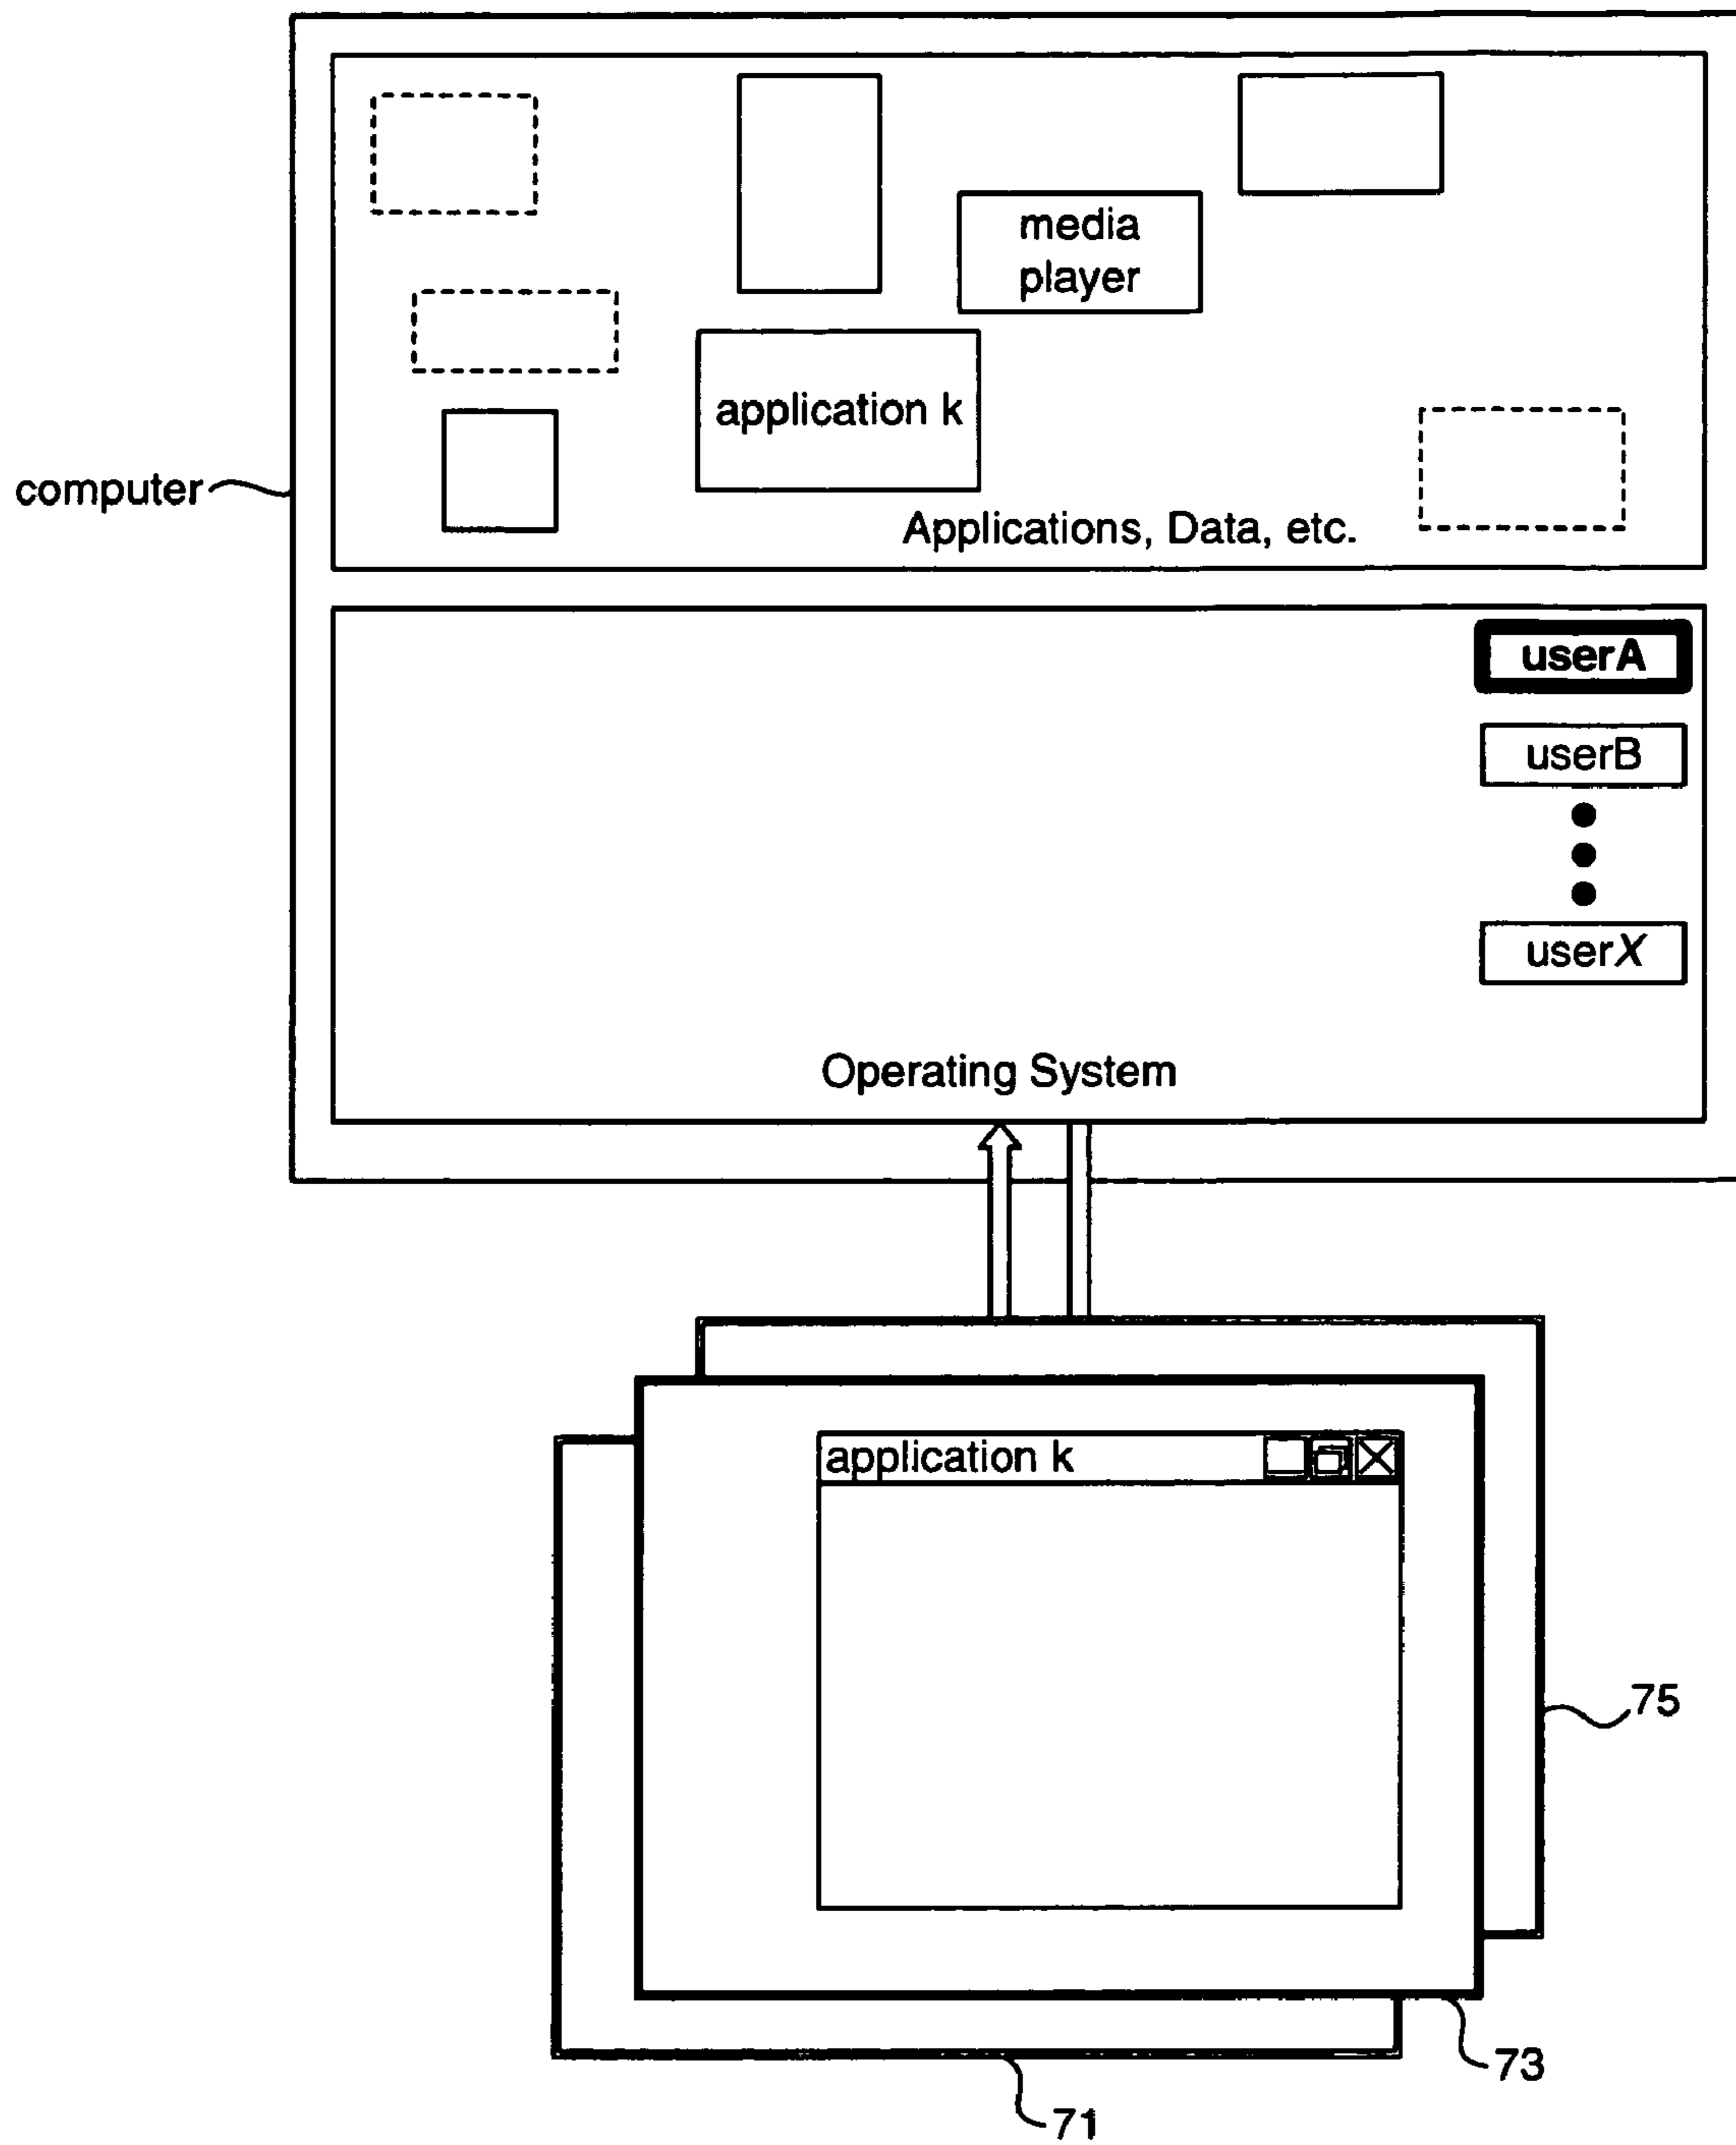 media
player
application k
computer
Applications, Data, etc.
userA
userB
userX
Operating System
application k
75
73
71